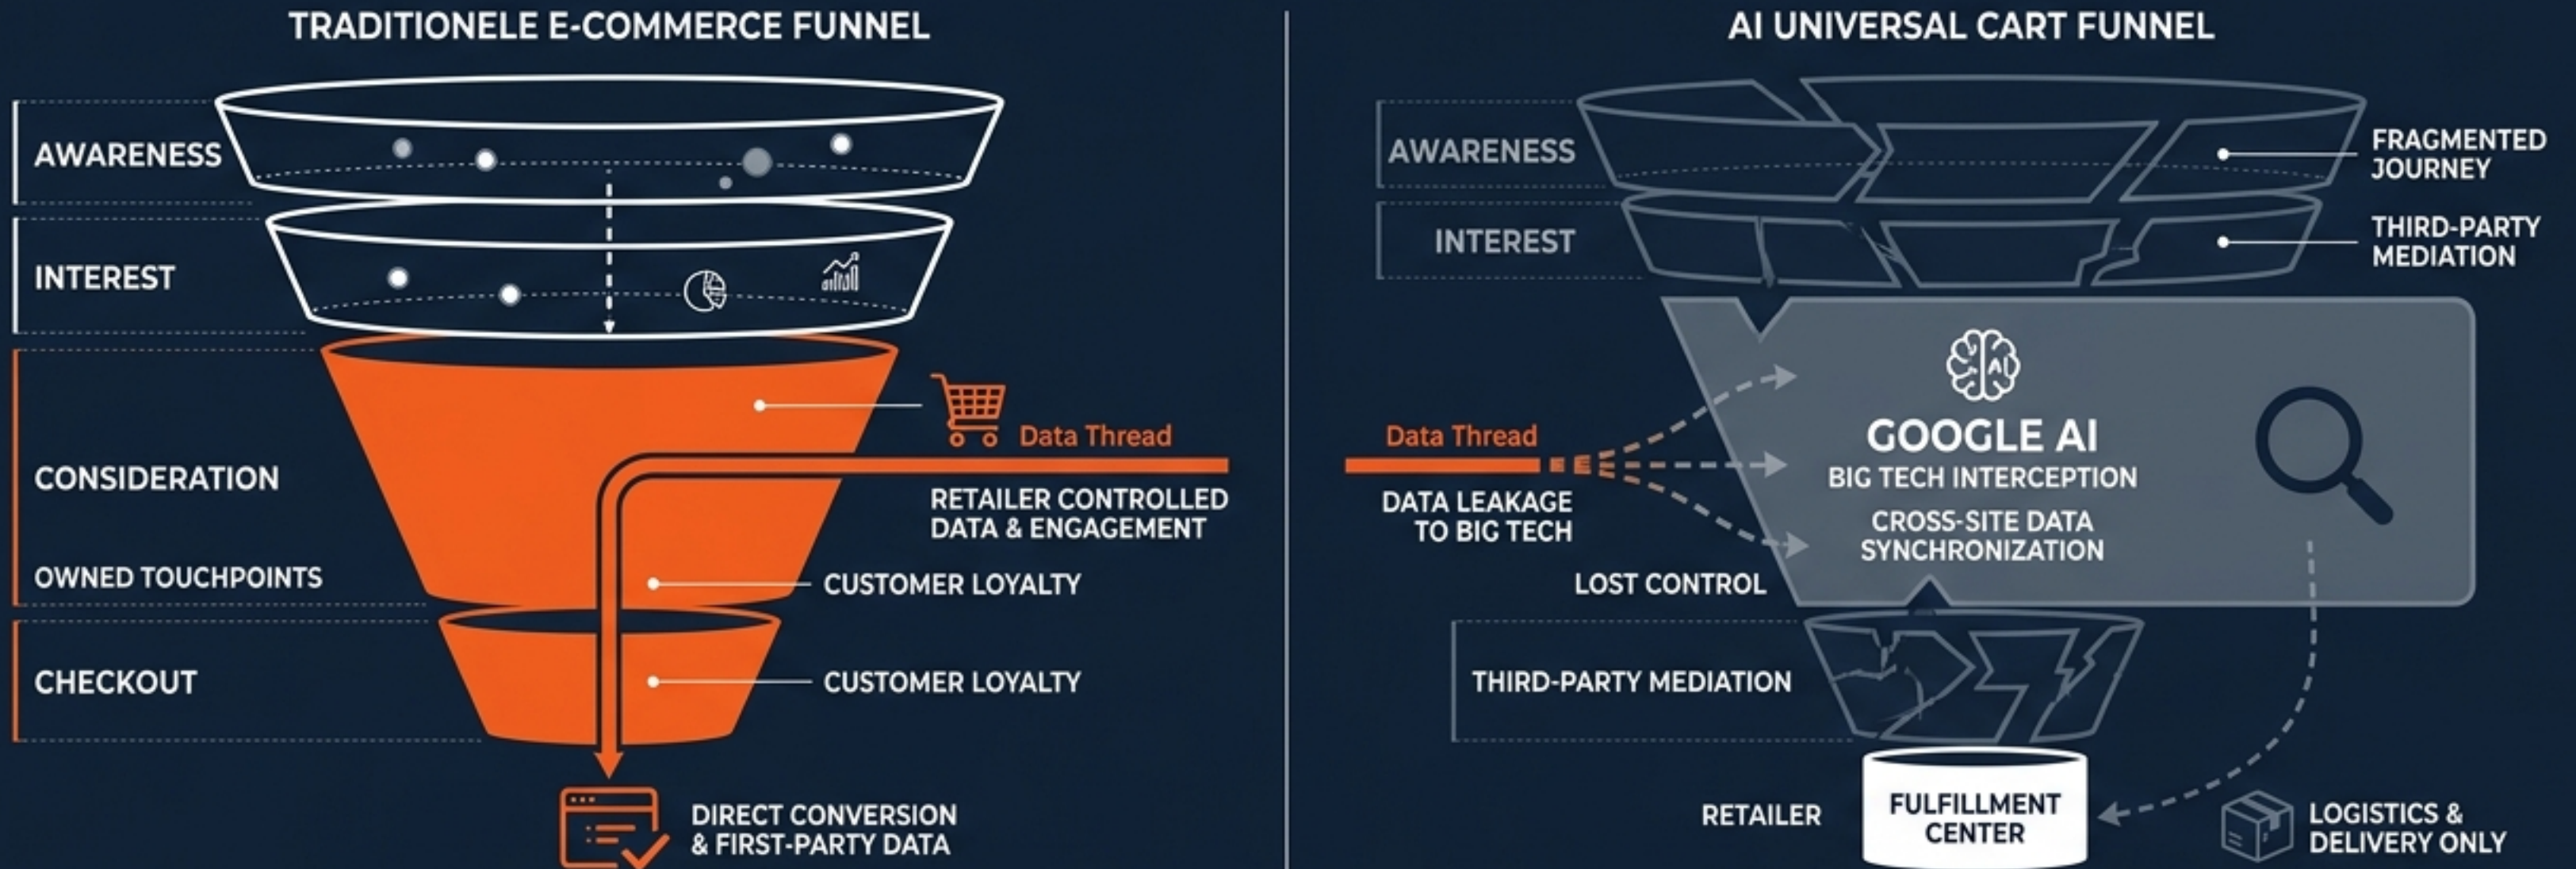 TRADITIONELE E-COMMERCE FUNNEL
AWARENESS
INTEREST
CONSIDERATION
OWNED TOUCHPOINTS
CHECKOUT
Data Thread
RETAILER CONTROLLED
DATA & ENGAGEMENT
CUSTOMER LOYALTY
CUSTOMER LOYALTY
DIRECT CONVERSION
& FIRST-PARTY DATA
AI UNIVERSAL CART FUNNEL
AWARENESS
INTEREST
FRAGMENTED
JOURNEY
THIRD-PARTY
MEDIATION
Data Thread
DATA LEAKAGE
TO BIG TECH
LOST CONTROL
AI
GOOGLE AI
BIG TECH INTERCEPTION
CROSS-SITE DATA
SYNCHRONIZATION
THIRD-PARTY MEDIATION
RETAILER
FULFILLMENT
CENTER
LOGISTICS &
DELIVERY ONLY